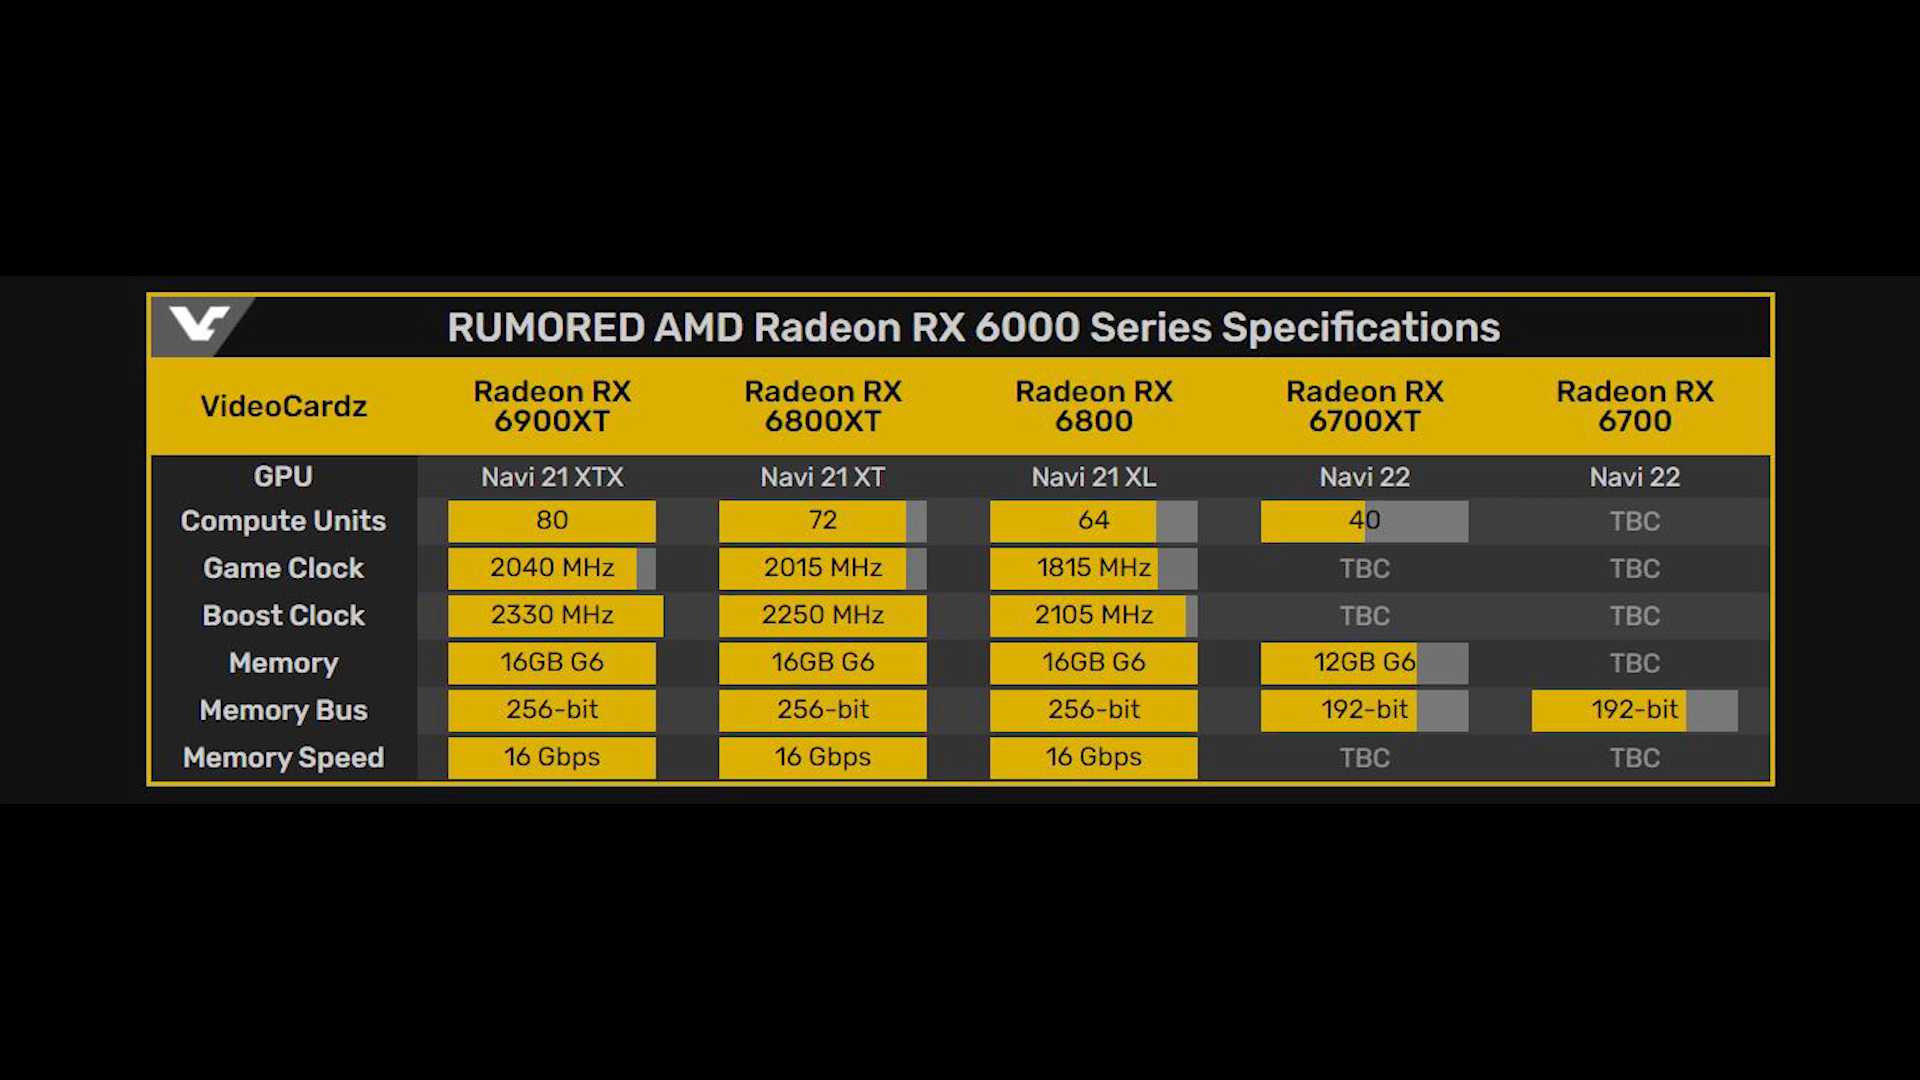 RUMORED AMD Radeon RX 6000 Series Specifications
VideoCardz
Radeon RX
6900XT
Radeon RX
6800XT
Radeon RX
6800
Radeon RX
6700XT
Radeon RX
6700
GPU Navi 21 XTX Navi 21 XT Navi 21 XL Navi 22 Navi 22
Compute Units 80 72 64 40 TBC
Game Clock 2040 MHz 2015 MHz 1815 MHz TBC TBC
Boost Clock 2330 MHz 2250 MHz 2105 MHz TBC TBC
Memory 16GB G6 16GB G6 16GB G6 12GB G6 TBC
Memory Bus 256-bit 256-bit 256-bit 192-bit 192-bit
Memory Speed 16 Gbps 16 Gbps 16 Gbps TBC TBC